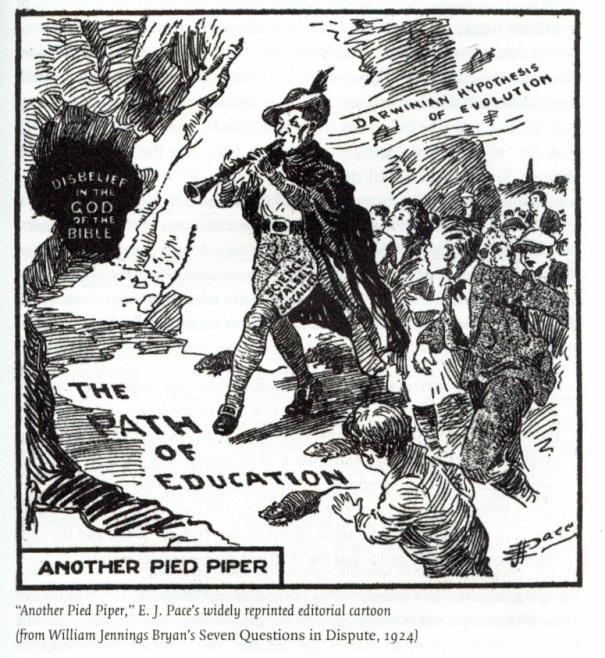 DARWINIAN HYPOTHESIS
OF EVOLUTION
DISBELIEF
IN THE
GOD
OF THE
BIBLE
SCIENCE
FALSELY
SO CALLED
THE
PATH
OF
EDUCATION
EJPace
ANOTHER PIED PIPER
"Another Pied Piper," E. J. Pace's widely reprinted editorial cartoon
(from William Jennings Bryan's Seven Questions in Dispute, 1924)